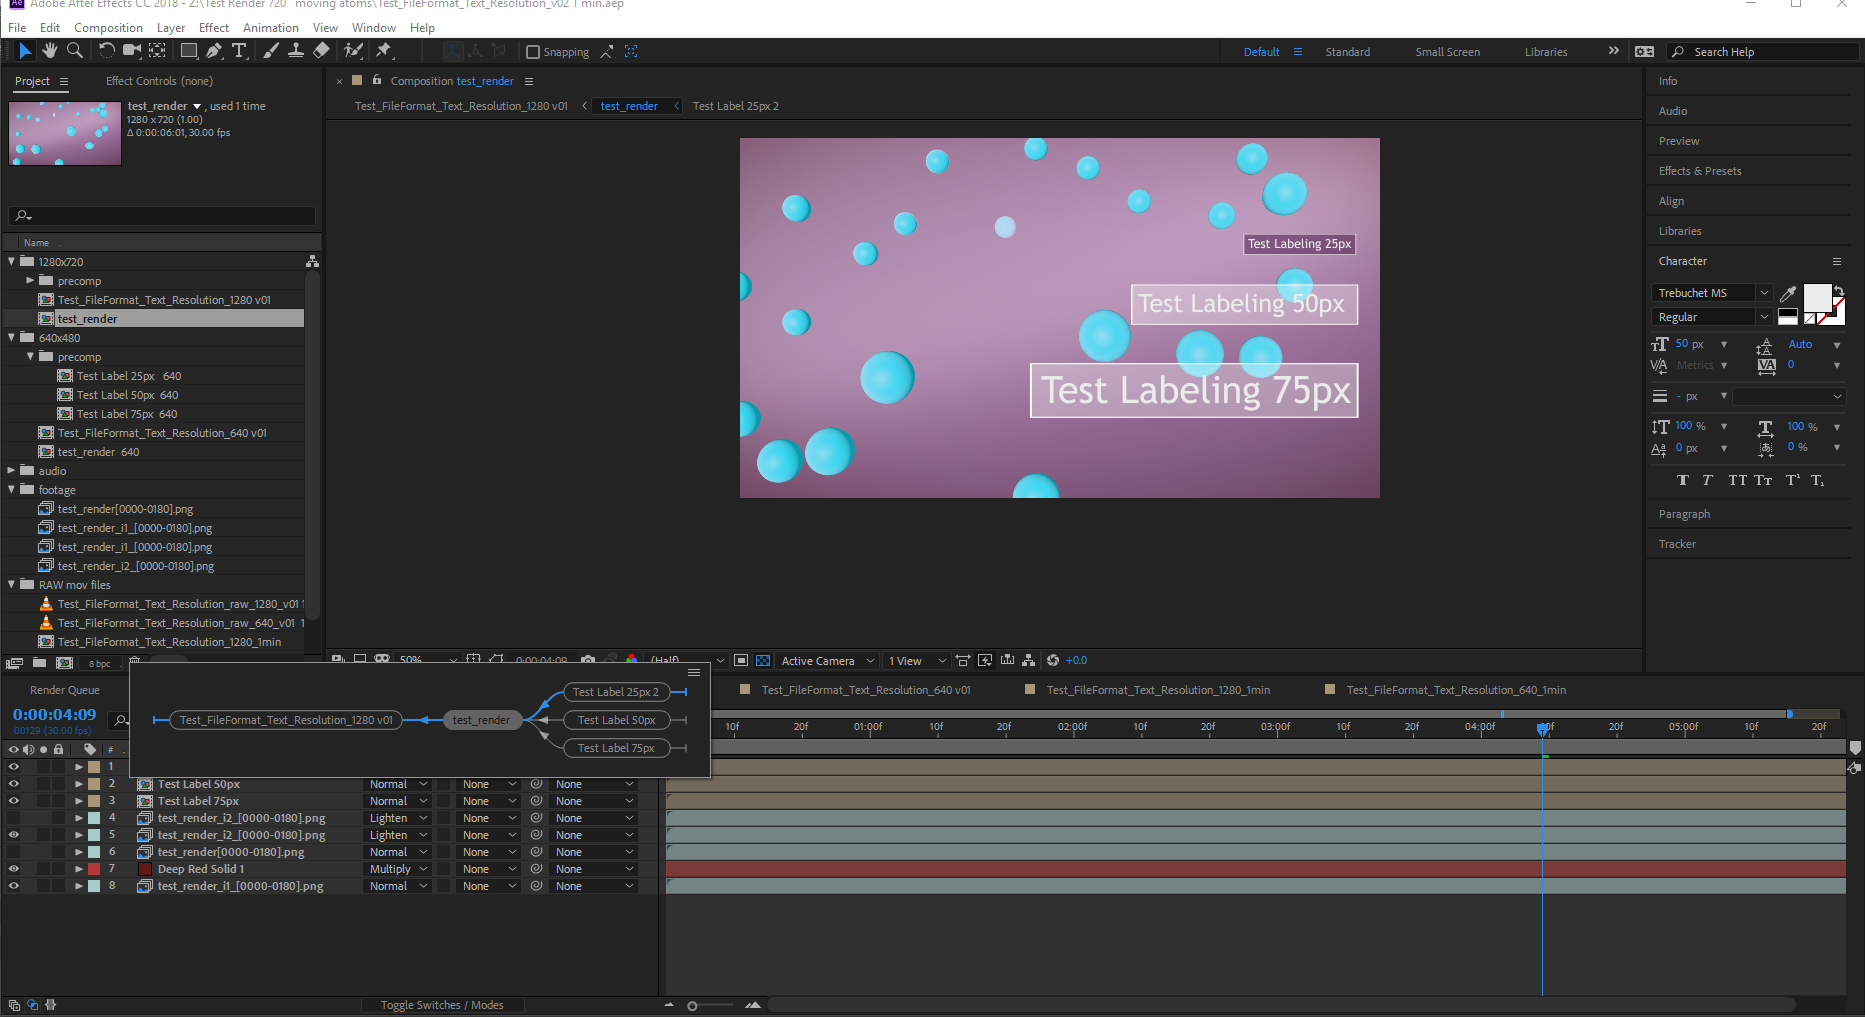 Adobe After Effects CC 2018 - Z:\Test Render 720 moving atoms\Test_FileFormat_Text_Resolution_v02 1 min.aep
File Edit Composition Layer Effect Animation View Window Help
Snapping Default Standard Small Screen Libraries Search Help
Project Effect Controls (none)
test_render , used 1 time
1280 x 720 (1.00)
Δ 0:00:06:01, 30.00 fps
Name
1280x720
precomp
Test_FileFormat_Text_Resolution_1280 v01
test_render
640x480
precomp
Test Label 25px 640
Test Label 50px 640
Test Label 75px 640
Test_FileFormat_Text_Resolution_640 v01
test_render 640
audio
footage
test_render[0000-0180].png
test_render_i1_[0000-0180].png
test_render_i1_[0000-0180].png
test_render_i2_[0000-0180].png
RAW mov files
Test_FileFormat_Text_Resolution_raw_1280_v01 1
Test_FileFormat_Text_Resolution_raw_640_v01 1
Test_FileFormat_Text_Resolution_1280_1min
8 bpc
Composition test_render
Test_FileFormat_Text_Resolution_1280 v01 test_render Test Label 25px 2
Test Labeling 25px
Test Labeling 50px
Test Labeling 75px
50% 0:00:04:09 (Half) Active Camera 1 View +0.0
Info
Audio
Preview
Effects & Presets
Align
Libraries
Character
Trebuchet MS
Regular
50 px Auto
Metrics 0
- px
100 % 100 %
0 px 0 %
Paragraph
Tracker
Render Queue Test_FileFormat_Text_Resolution_640 v01 Test_FileFormat_Text_Resolution_1280_1min Test_FileFormat_Text_Resolution_640_1min
0:00:04:09
00129 (30.00 fps)
Test_FileFormat_Text_Resolution_1280 v01 test_render
Test Label 25px 2
Test Label 50px
Test Label 75px
10f 20f 01:00f 10f 20f 02:00f 10f 20f 03:00f 10f 20f 04:00f 20f 05:00f 10f 20f
#
1
2 Test Label 50px Normal None None
3 Test Label 75px Normal None None
4 test_render_i2_[0000-0180].png Lighten None None
5 test_render_i2_[0000-0180].png Lighten None None
6 test_render[0000-0180].png Normal None None
7 Deep Red Solid 1 Multiply None None
8 test_render_i1_[0000-0180].png Normal None None
Toggle Switches / Modes